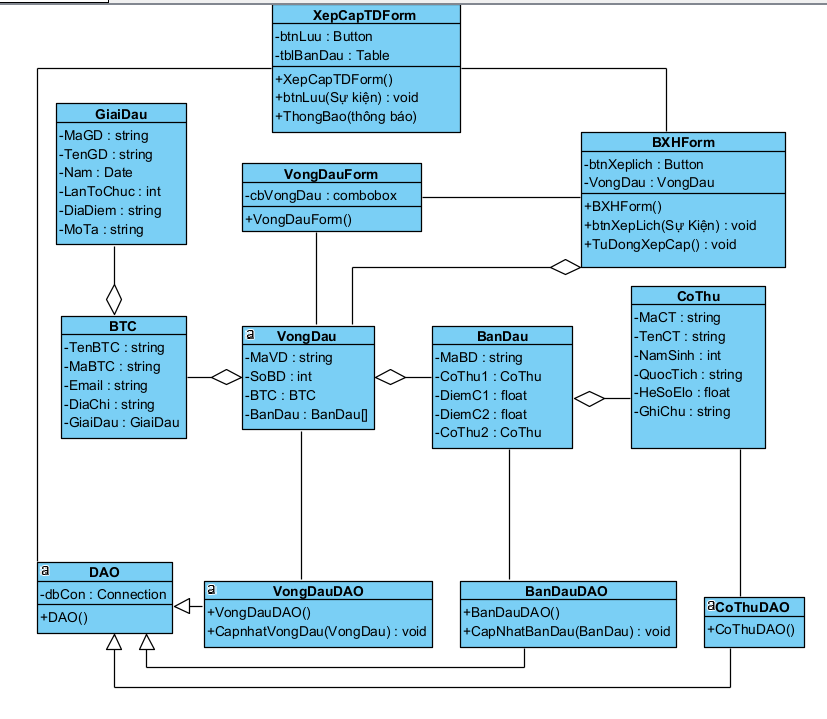 XepCapTDForm
-btnLuu : Button
-tblBanDau : Table
+XepCapTDForm()
+btnLuu(Sự kiện) : void
+ThongBao(thông báo)
GiaiDau
-MaGD : string
-TenGD : string
-Nam : Date
-LanToChuc : int
-DiaDiem : string
-MoTa : string
VongDauForm
-cbVongDau : combobox
+VongDauForm()
BXHForm
-btnXeplich : Button
-VongDau : VongDau
+BXHForm()
+btnXepLich(Sự Kiện) : void
+TuDongXepCap() : void
BTC
-TenBTC : string
-MaBTC : string
-Email : string
-DiaChi : string
-GiaiDau : GiaiDau
a
VongDau
-MaVD : string
-SoBD : int
-BTC : BTC
-BanDau : BanDau[]
BanDau
-MaBD : string
-CoThu1 : CoThu
-DiemC1 : float
-DiemC2 : float
-CoThu2 : CoThu
CoThu
-MaCT : string
-TenCT : string
-NamSinh : int
-QuocTich : string
-HeSoElo : float
-GhiChu : string
a
DAO
-dbCon : Connection
+DAO()
a
VongDauDAO
+VongDauDAO()
+CapnhatVongDau(VongDau) : void
BanDauDAO
+BanDauDAO()
+CapNhatBanDau(BanDau) : void
a
CoThuDAO
+CoThuDAO()